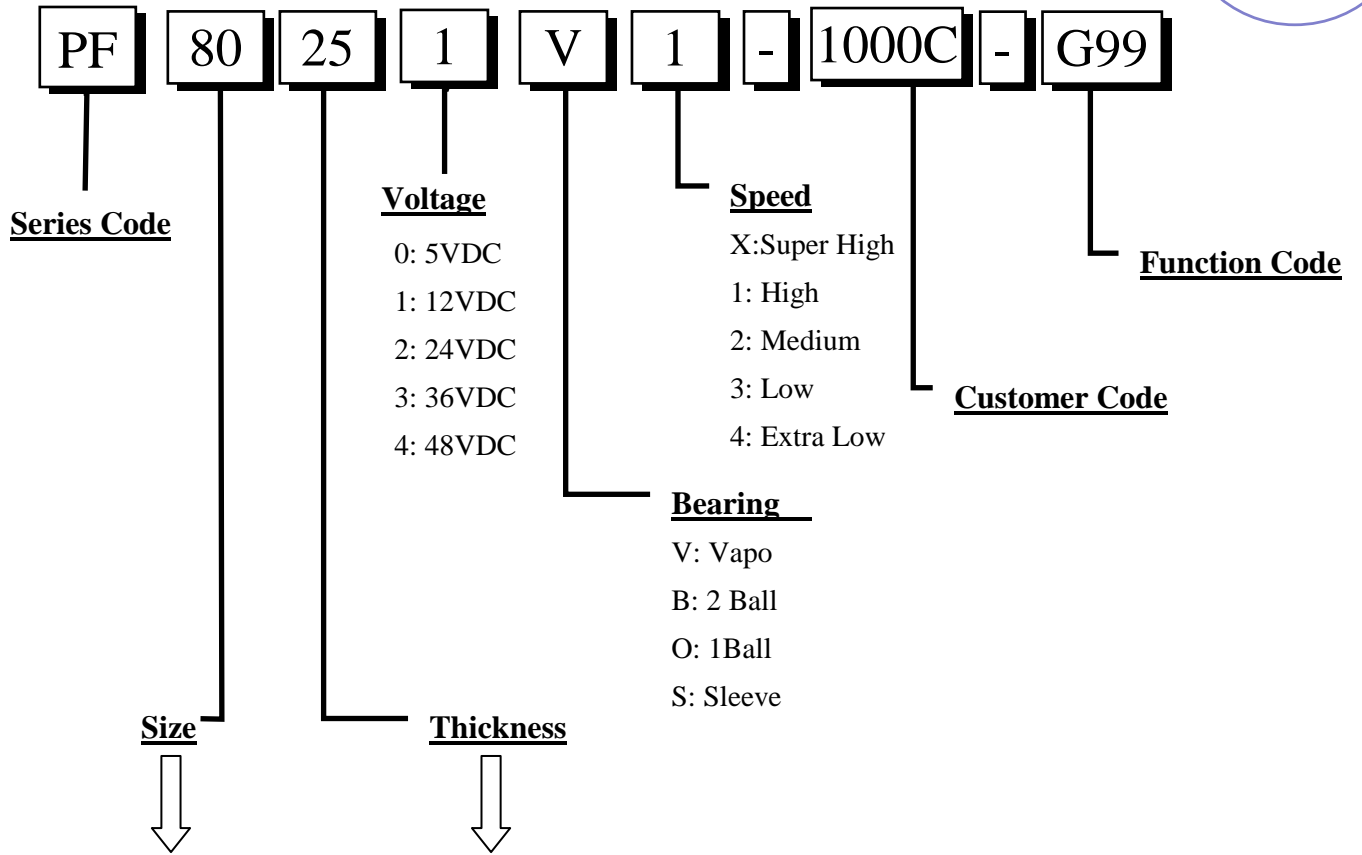 PF 80 25 1 V 1 - 1000C - G99
Series Code
Voltage
0: 5VDC
1: 12VDC
2: 24VDC
3: 36VDC
4: 48VDC
Speed
X:Super High
1: High
2: Medium
3: Low
4: Extra Low
Function Code
Customer Code
Bearing
V: Vapo
B: 2 Ball
O: 1Ball
S: Sleeve
Size
Thickness